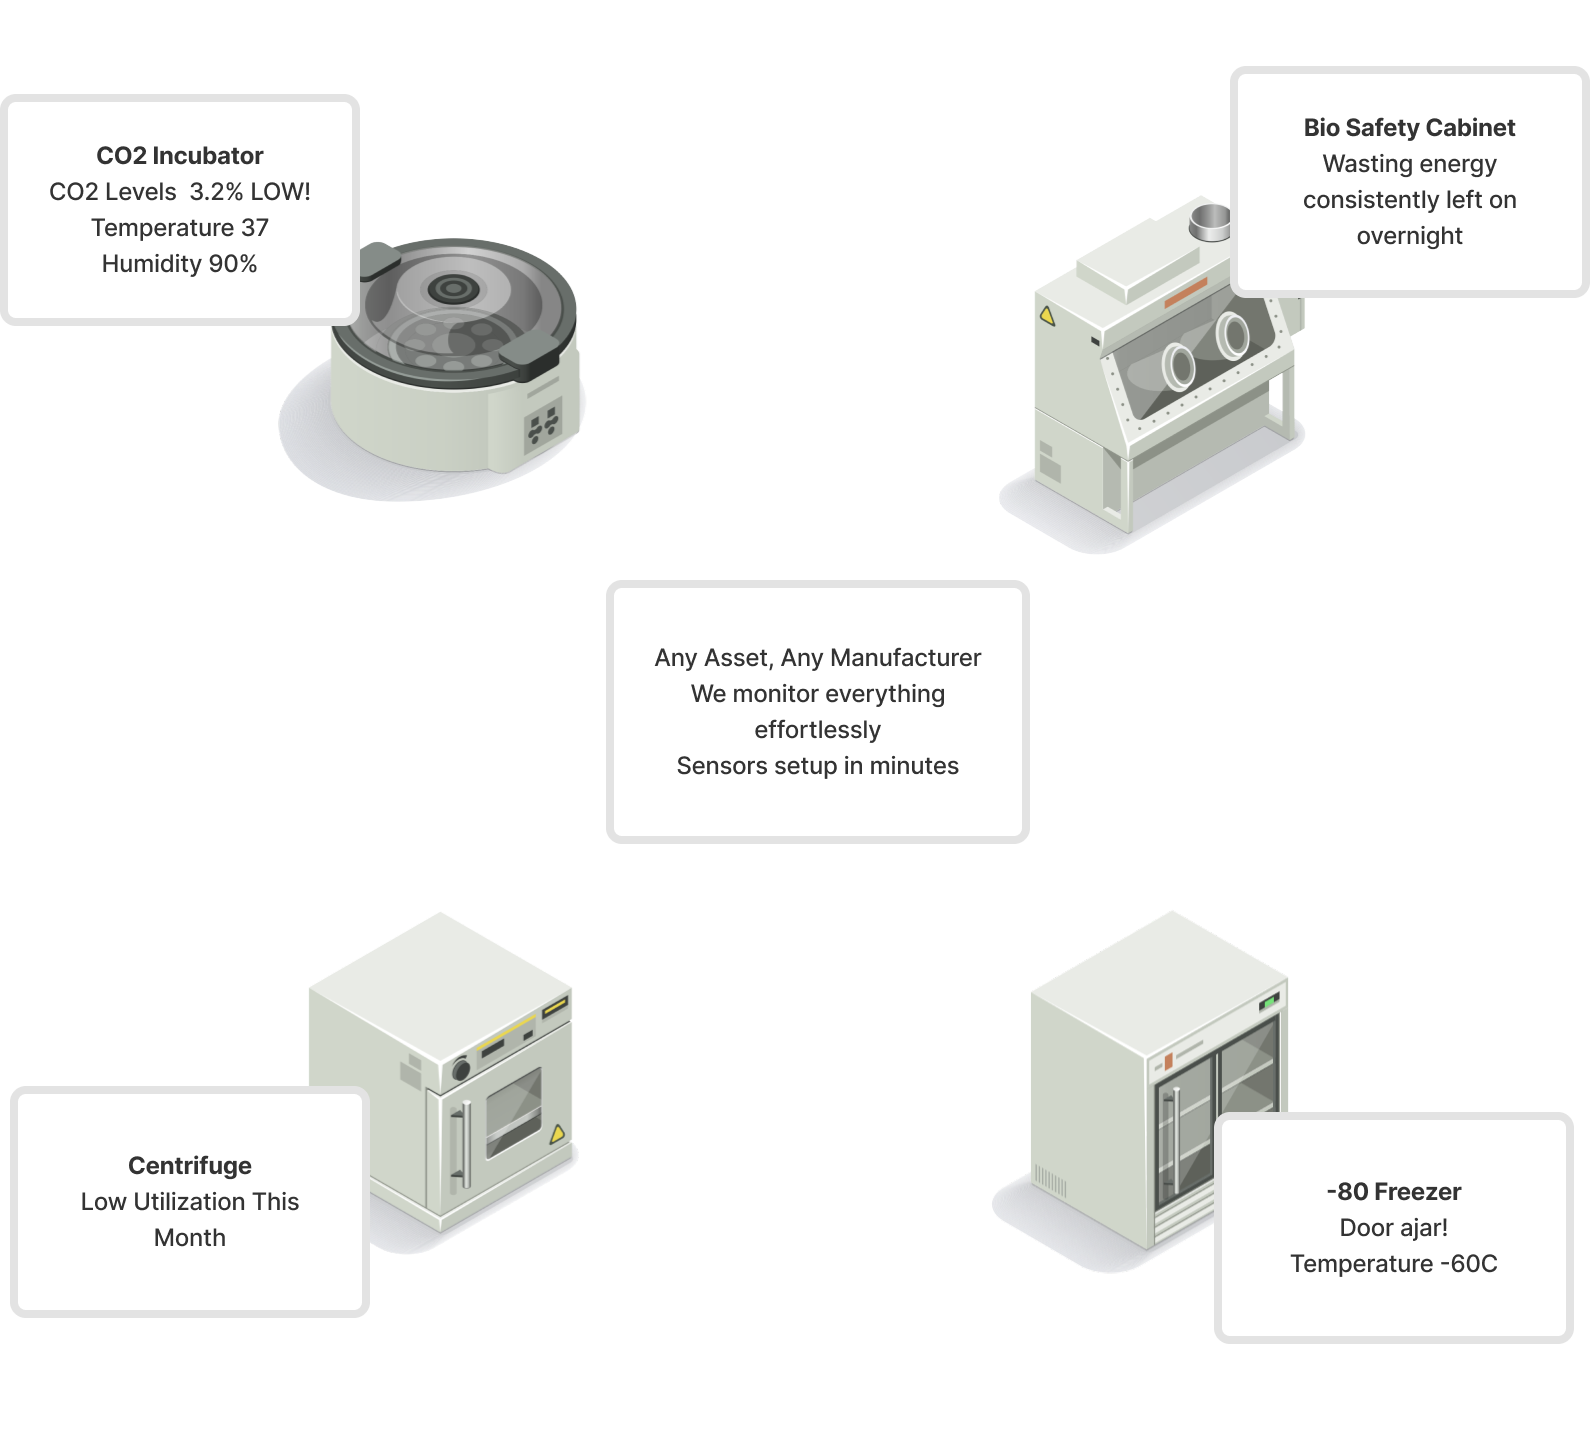 CO2 Incubator
CO2 Levels  3.2% LOW!
Temperature 37
Humidity 90%
Bio Safety Cabinet
Wasting energy
consistently left on
overnight
Any Asset, Any Manufacturer
We monitor everything
effortlessly
Sensors setup in minutes
Centrifuge
Low Utilization This
Month
-80 Freezer
Door ajar!
Temperature -60C